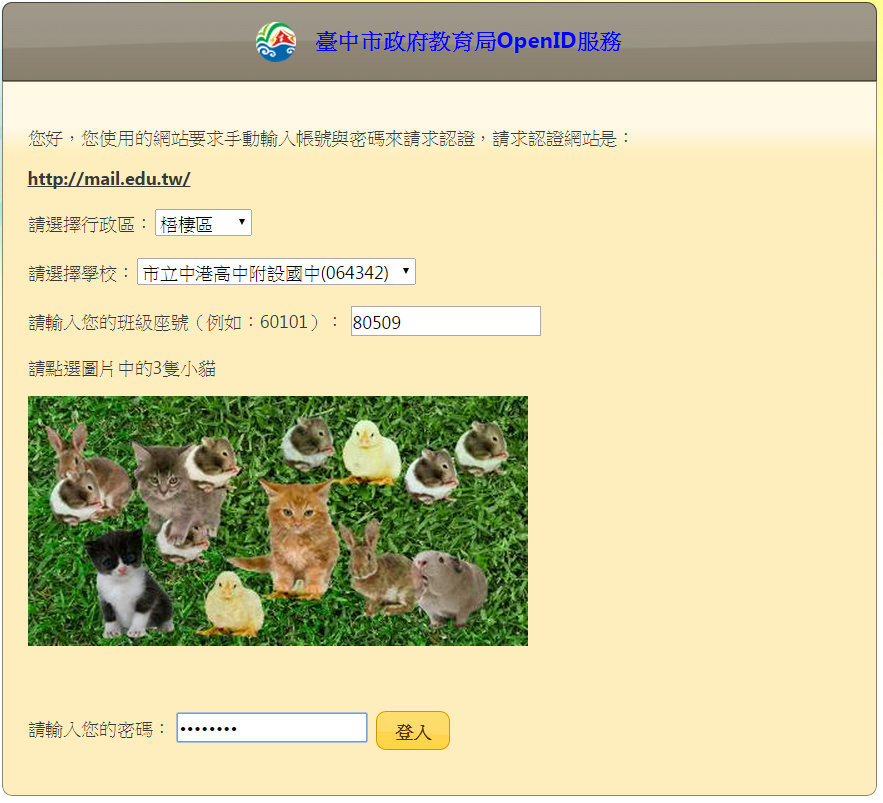 臺中市政府教育局OpenID服務
您好，您使用的網站要求手動輸入帳號與密碼來請求認證，請求認證網站是：
http://mail.edu.tw/
請選擇行政區：梧棲區
請選擇學校：市立中港高中附設國中(064342)
請輸入您的班級座號（例如：60101）：80509
請點選圖片中的3隻小貓
請輸入您的密碼：••••••••
登入